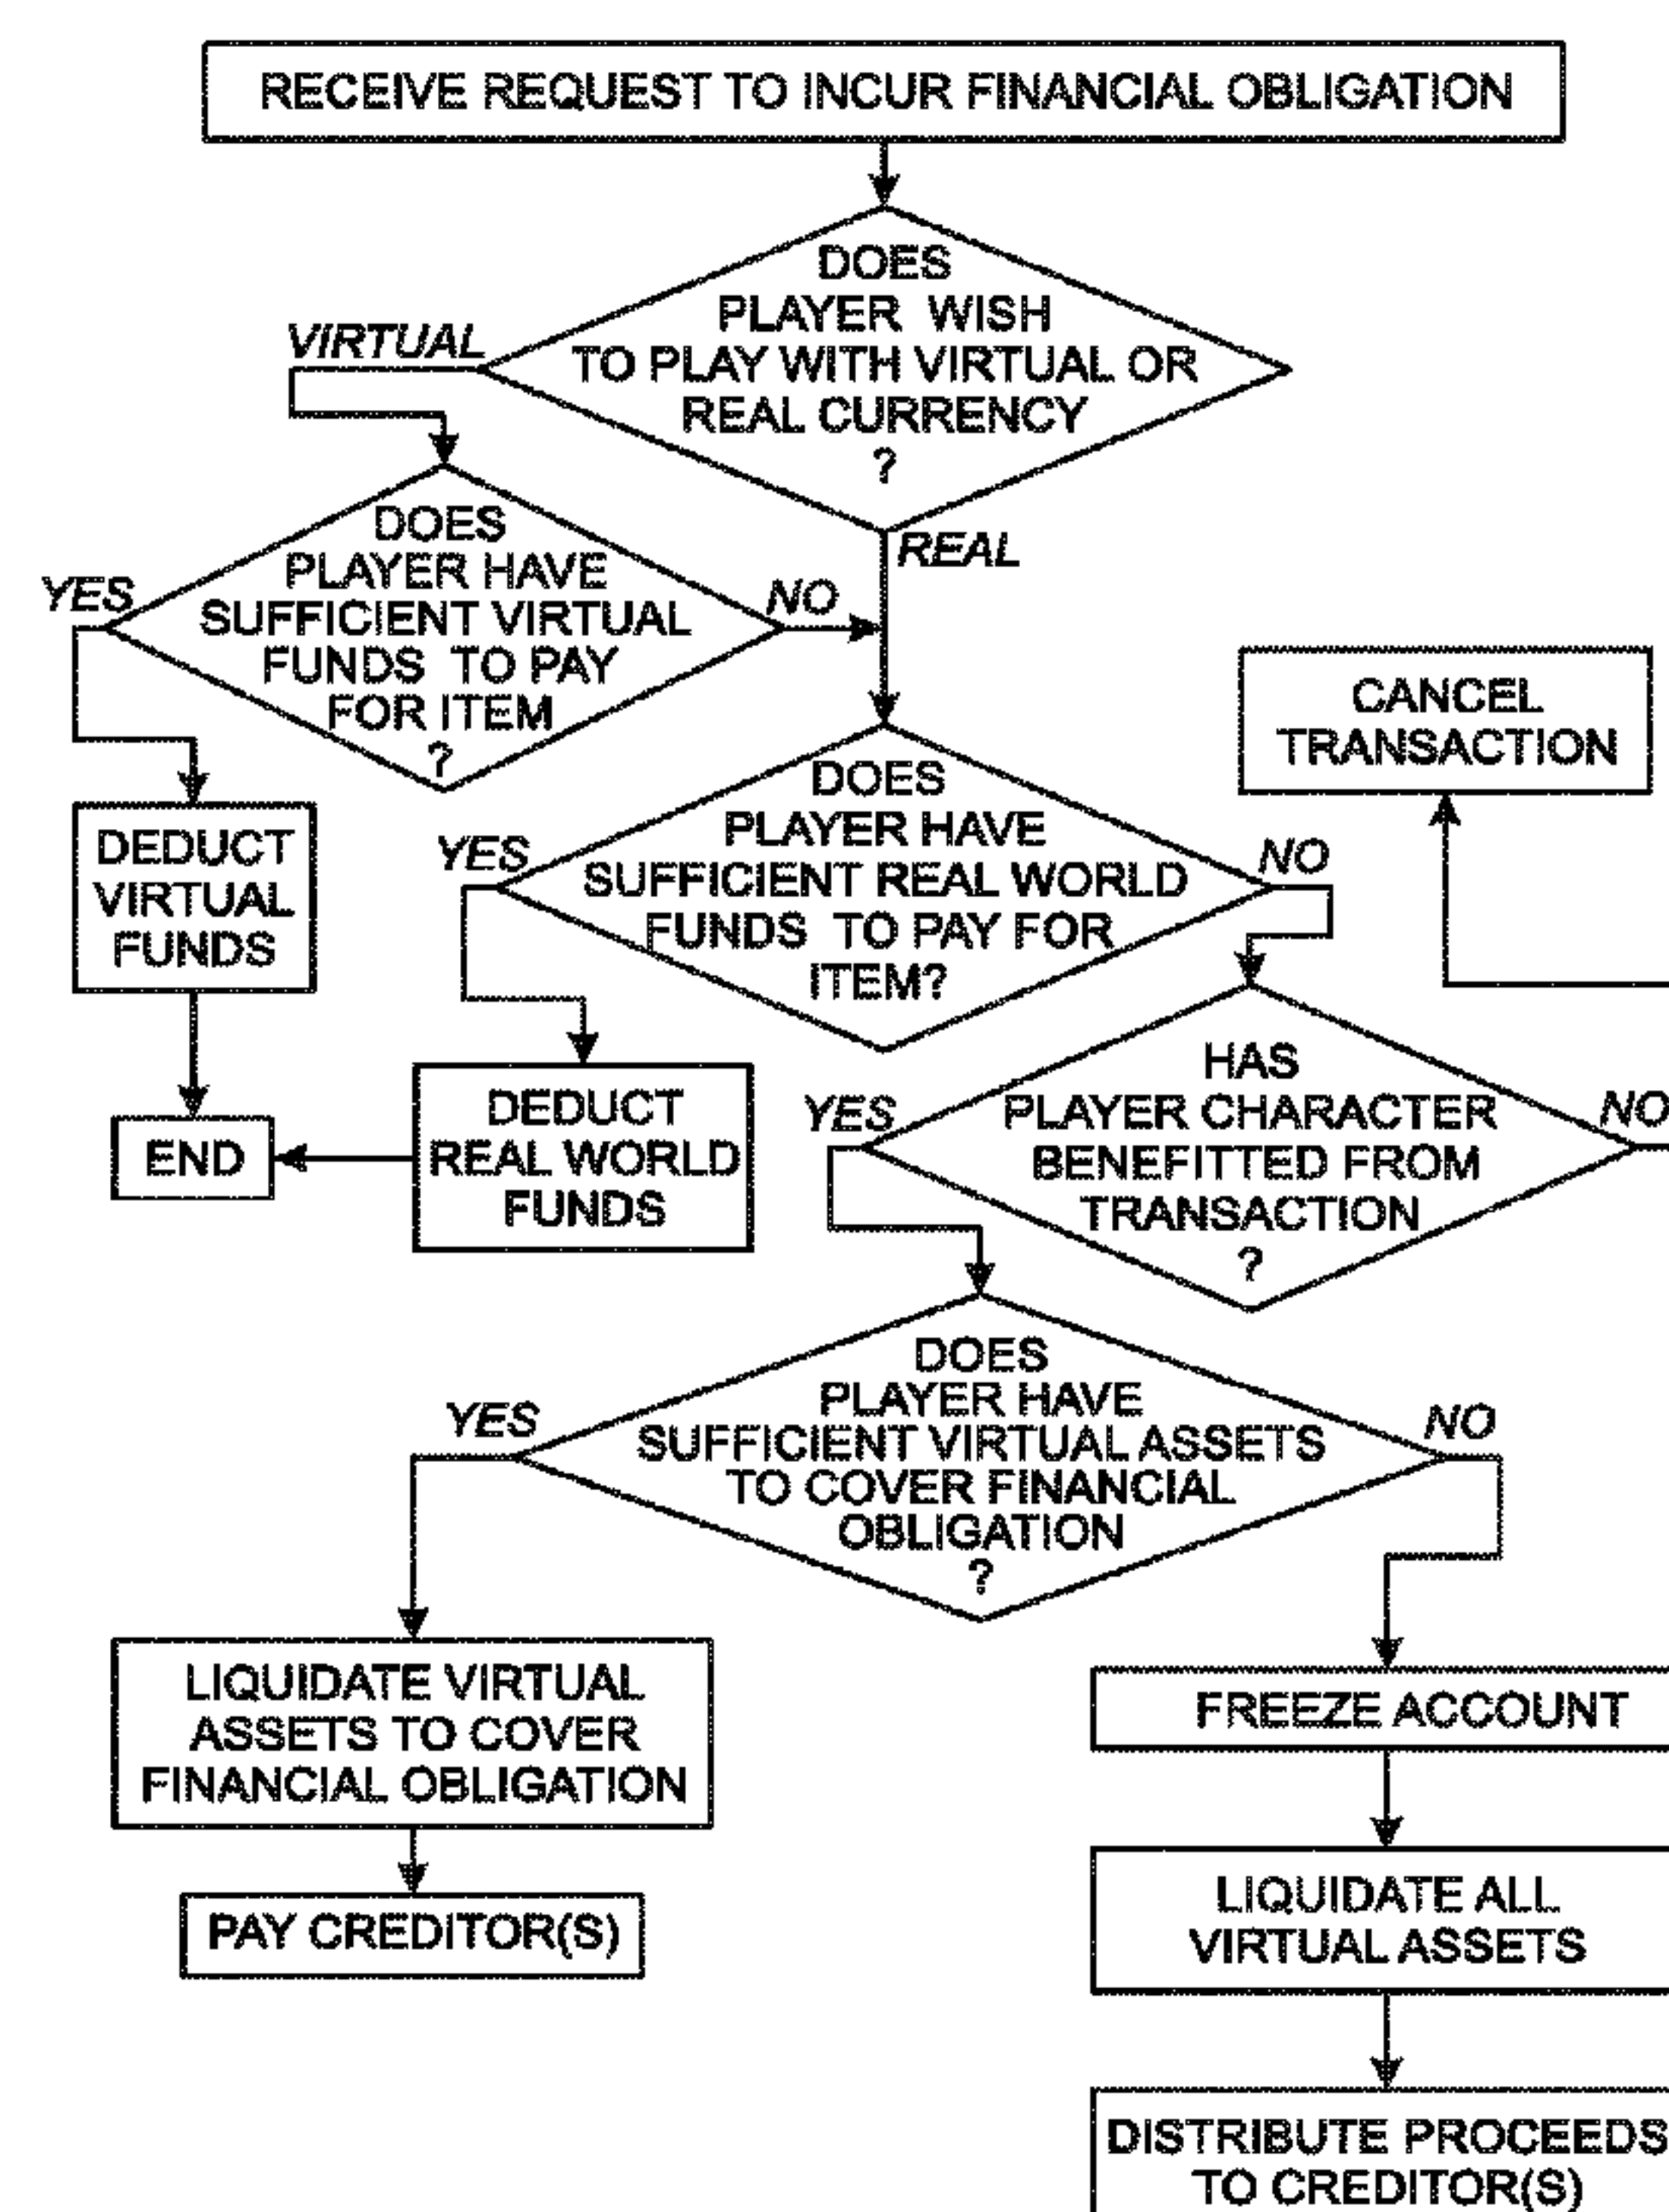 RECEIVE REQUEST TO INCUR FINANCIAL OBLIGATION
DOES
PLAYER WISH
TO PLAY WITH VIRTUAL OR
REAL CURRENCY
?
VIRTUAL
REAL
DOES
PLAYER HAVE
SUFFICIENT VIRTUAL
FUNDS TO PAY
FOR ITEM
?
YES
NO
CANCEL
TRANSACTION
DEDUCT
VIRTUAL
FUNDS
DOES
PLAYER HAVE
SUFFICIENT REAL WORLD
FUNDS TO PAY FOR
ITEM?
YES
NO
END
DEDUCT
REAL WORLD
FUNDS
HAS
PLAYER CHARACTER
BENEFITTED FROM
TRANSACTION
?
YES
NO
DOES
PLAYER HAVE
SUFFICIENT VIRTUAL ASSETS
TO COVER FINANCIAL
OBLIGATION
?
YES
NO
LIQUIDATE VIRTUAL
ASSETS TO COVER
FINANCIAL OBLIGATION
PAY CREDITOR(S)
FREEZE ACCOUNT
LIQUIDATE ALL
VIRTUAL ASSETS
DISTRIBUTE PROCEEDS
TO CREDITOR(S)